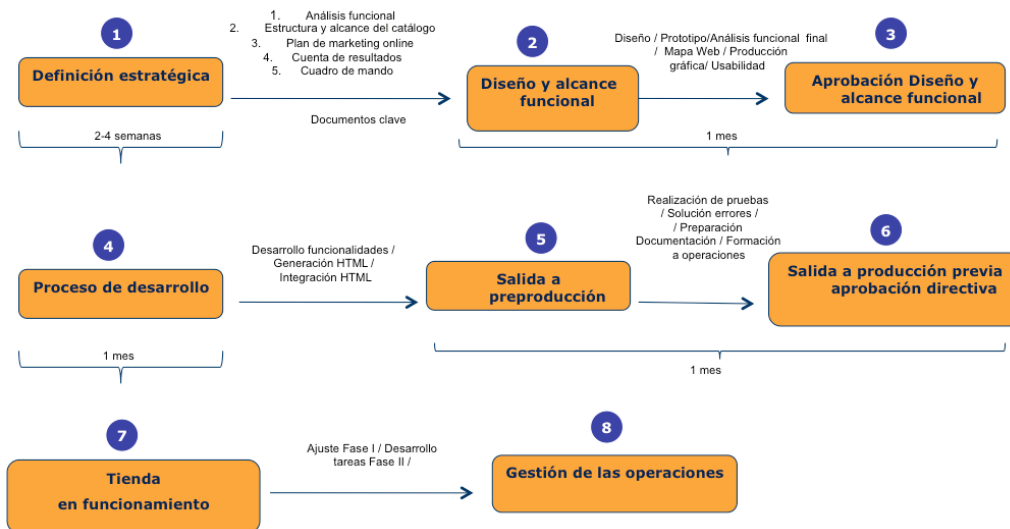 1
Definición estratégica
2-4 semanas
1. Análisis funcional
2. Estructura y alcance del catálogo
3. Plan de marketing online
4. Cuenta de resultados
5. Cuadro de mando
Documentos clave
2
Diseño y alcance
funcional
Diseño / Prototipo/Análisis funcional final
/ Mapa Web / Producción
gráfica/ Usabilidad
3
Aprobación Diseño y
alcance funcional
1 mes
4
Proceso de desarrollo
1 mes
Desarrollo funcionalidades /
Generación HTML /
Integración HTML
5
Salida a
preproducción
Realización de pruebas
/ Solución errores /
/ Preparación
Documentación / Formación
a operaciones
6
Salida a producción previa
aprobación directiva
1 mes
7
Tienda
en funcionamiento
Ajuste Fase I / Desarrollo
tareas Fase II /
8
Gestión de las operaciones